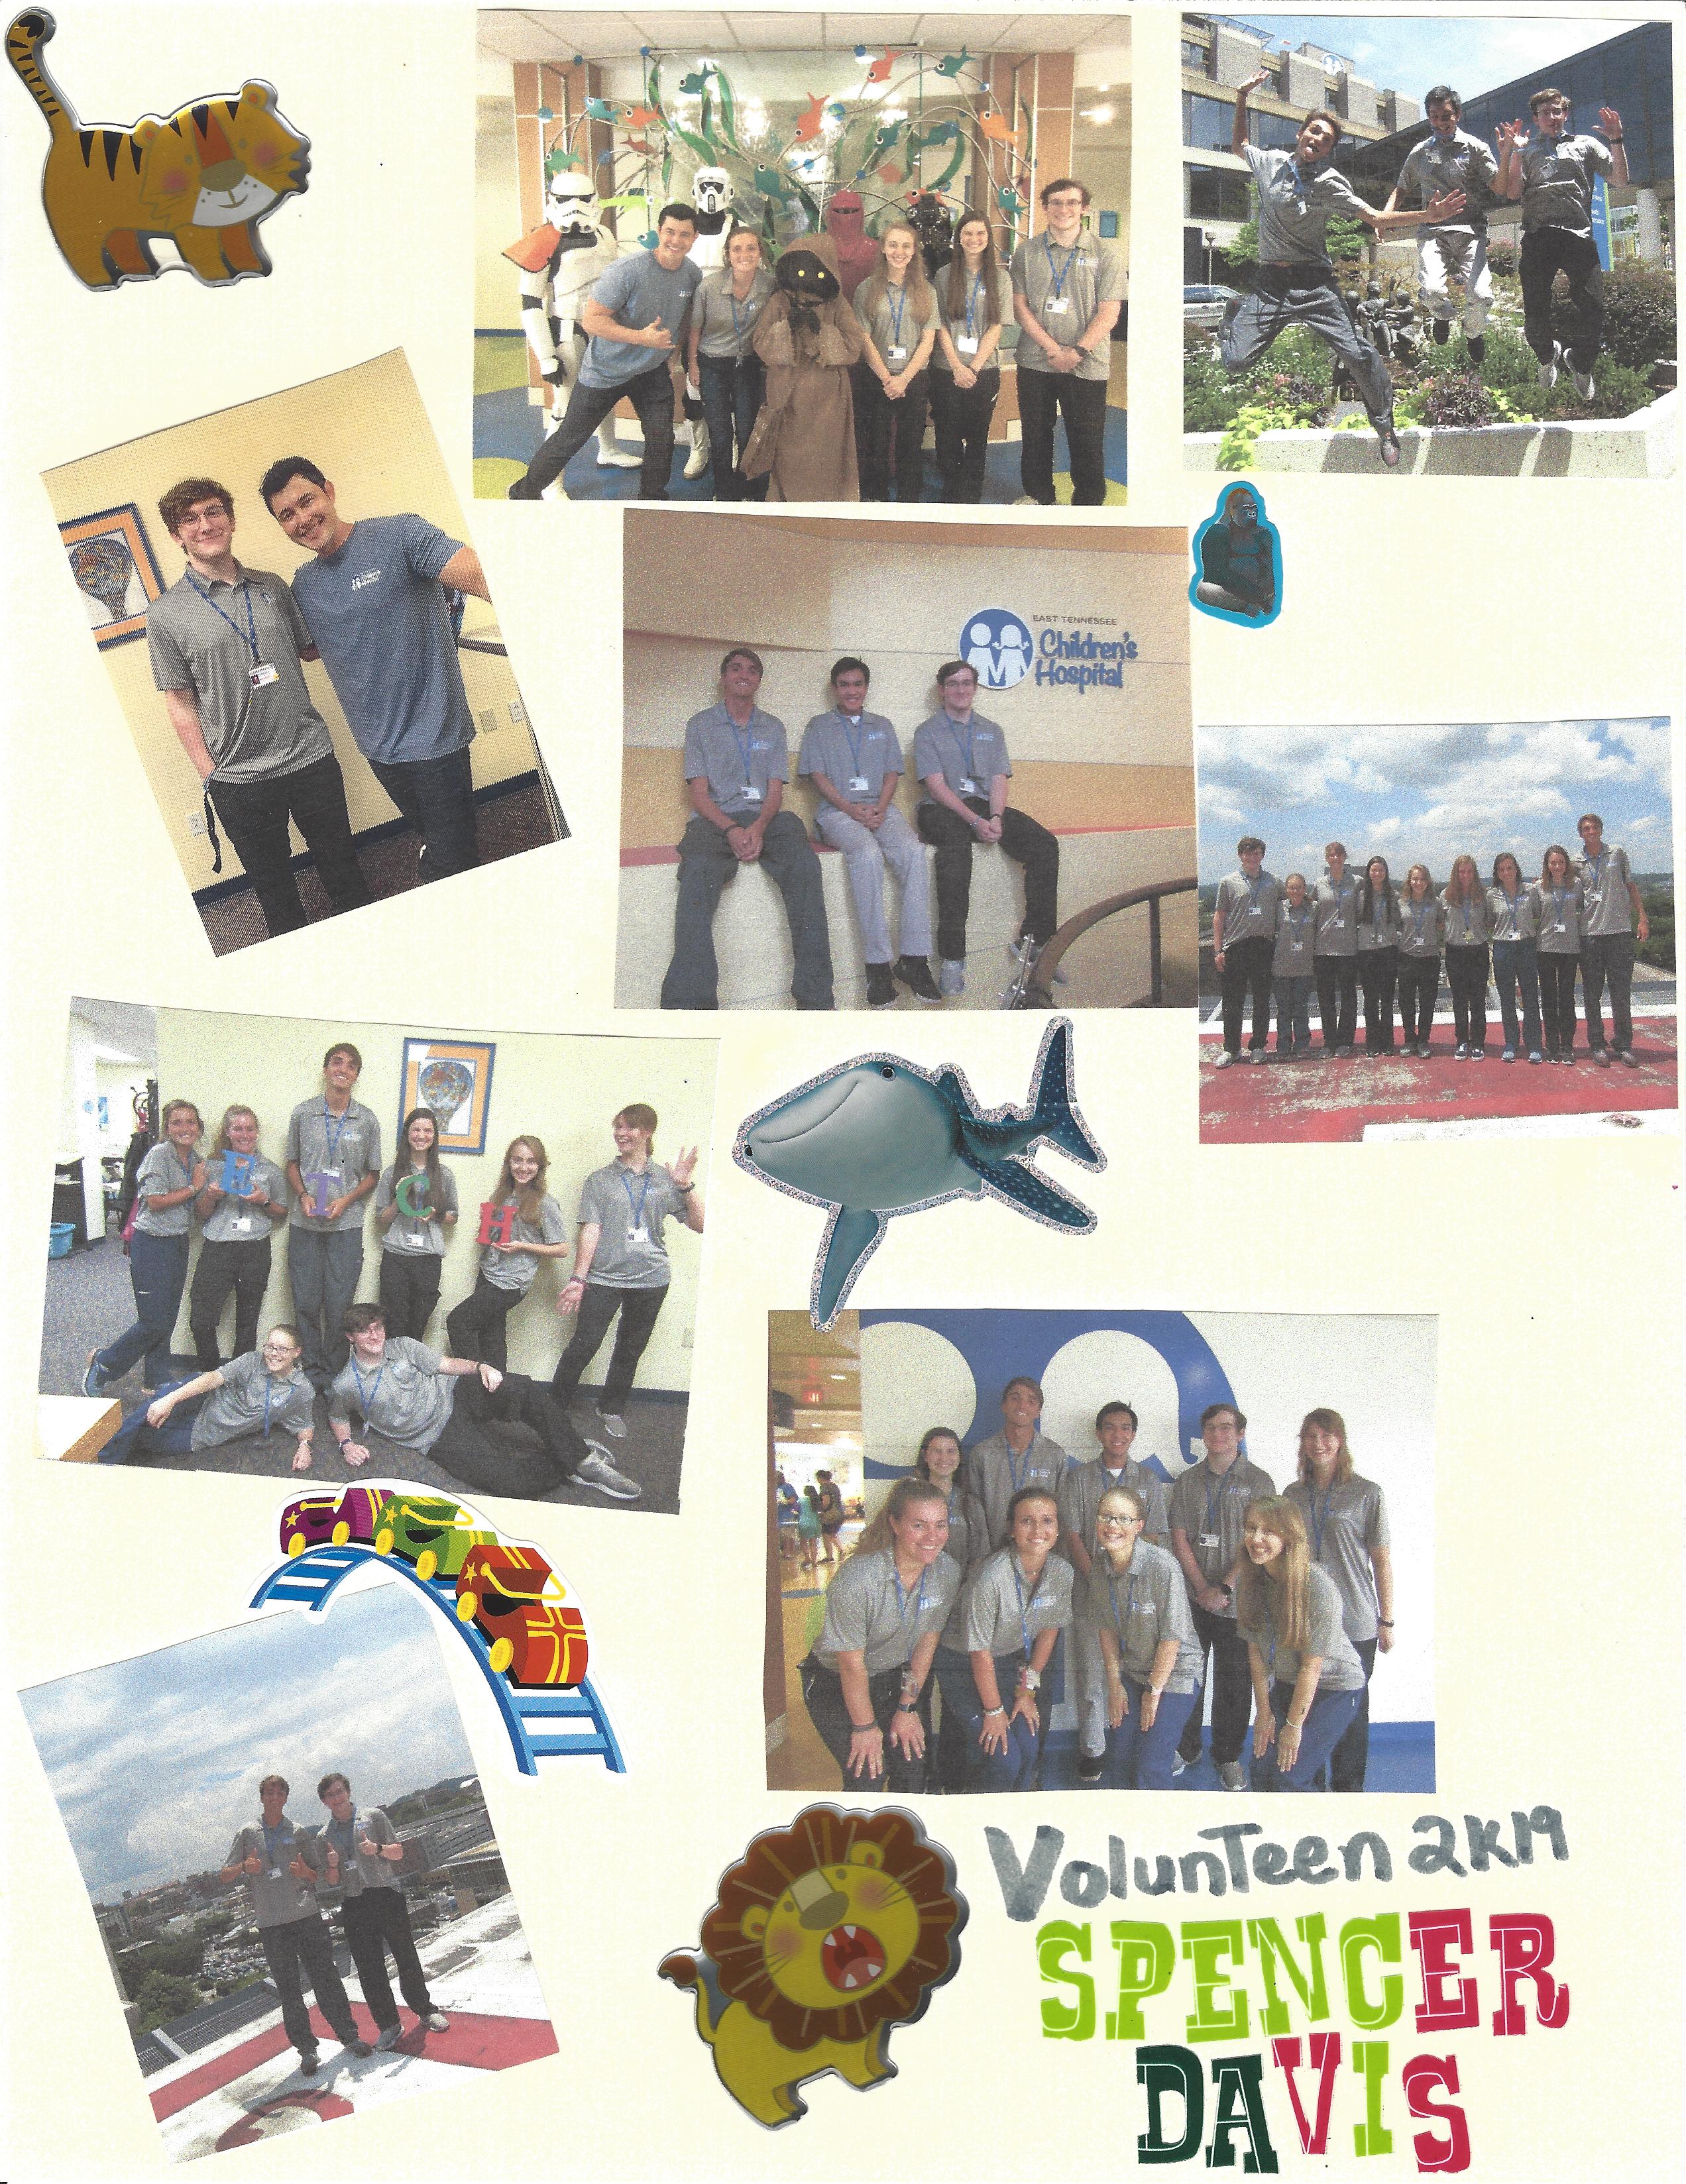 EAST TENNESSEE
Children's
Hospital
E T C H
VolunTeen 2K19
SPENCER
DAVIS